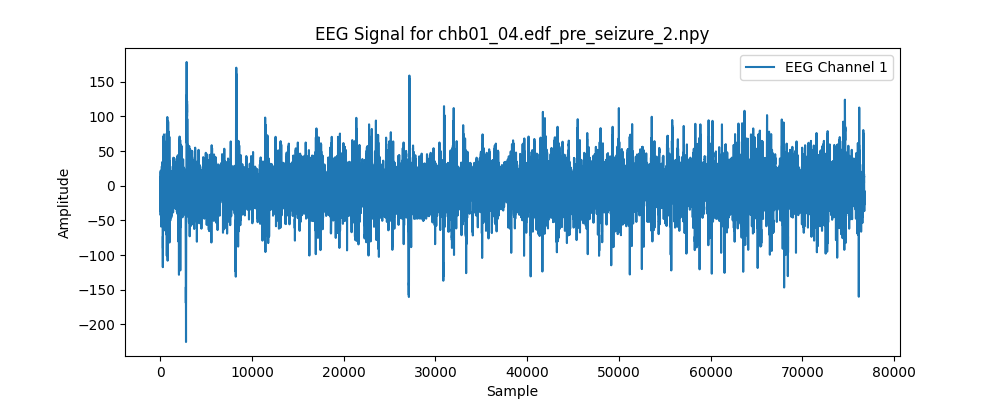 EEG Signal for chb01_04.edf_pre_seizure_2.npy
EEG Channel 1
150
100
50
0
−50
−100
−150
−200
Amplitude
0 10000 20000 30000 40000 50000 60000 70000 80000
Sample